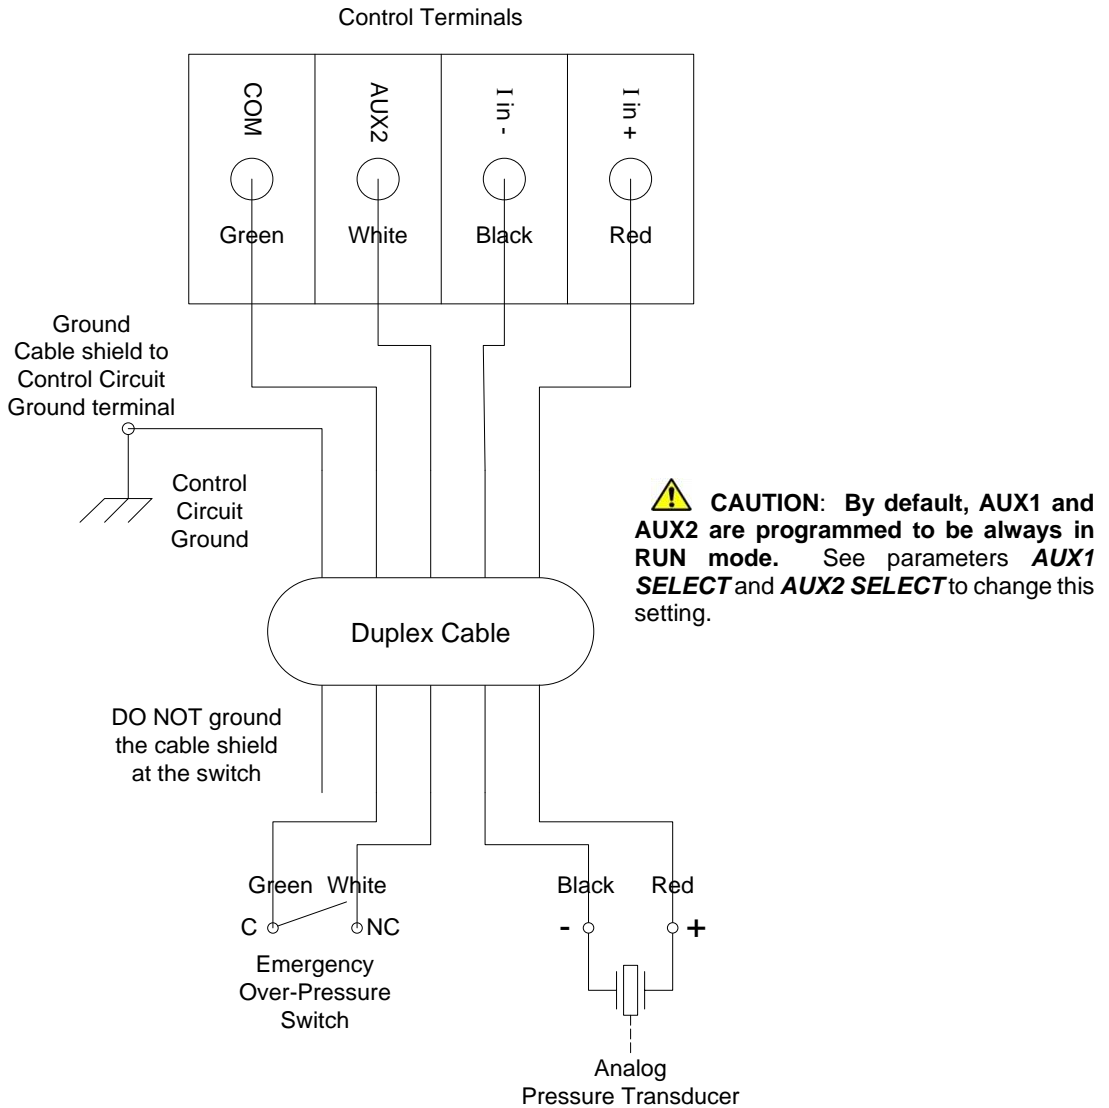 Control Terminals
COM
AUX2
I in -
I in +
Green
White
Black
Red
Ground
Cable shield to
Control Circuit
Ground terminal
Control
Circuit
Ground
CAUTION: By default, AUX1 and
AUX2 are programmed to be always in
RUN mode. See parameters AUX1
SELECT and AUX2 SELECT to change this
setting.
Duplex Cable
DO NOT ground
the cable shield
at the switch
Green White
Black Red
C NC
- +
Emergency
Over-Pressure
Switch
Analog
Pressure Transducer